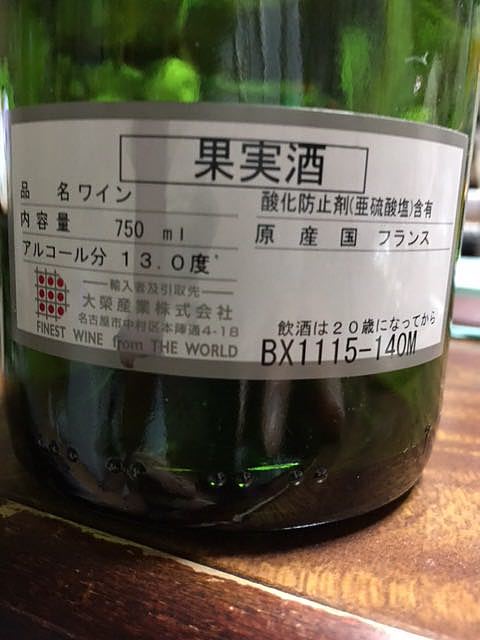 果実酒
品 名 ワイン
酸化防止剤(亜硫酸塩)含有
内容量 750 ml
原産国 フランス
アルコール分 13.0度
輸入者及引取先
大榮産業株式会社
名古屋市中村区本陣通4-18
FINEST WINE from THE WORLD
飲酒は20歳になってから
BX1115-140M